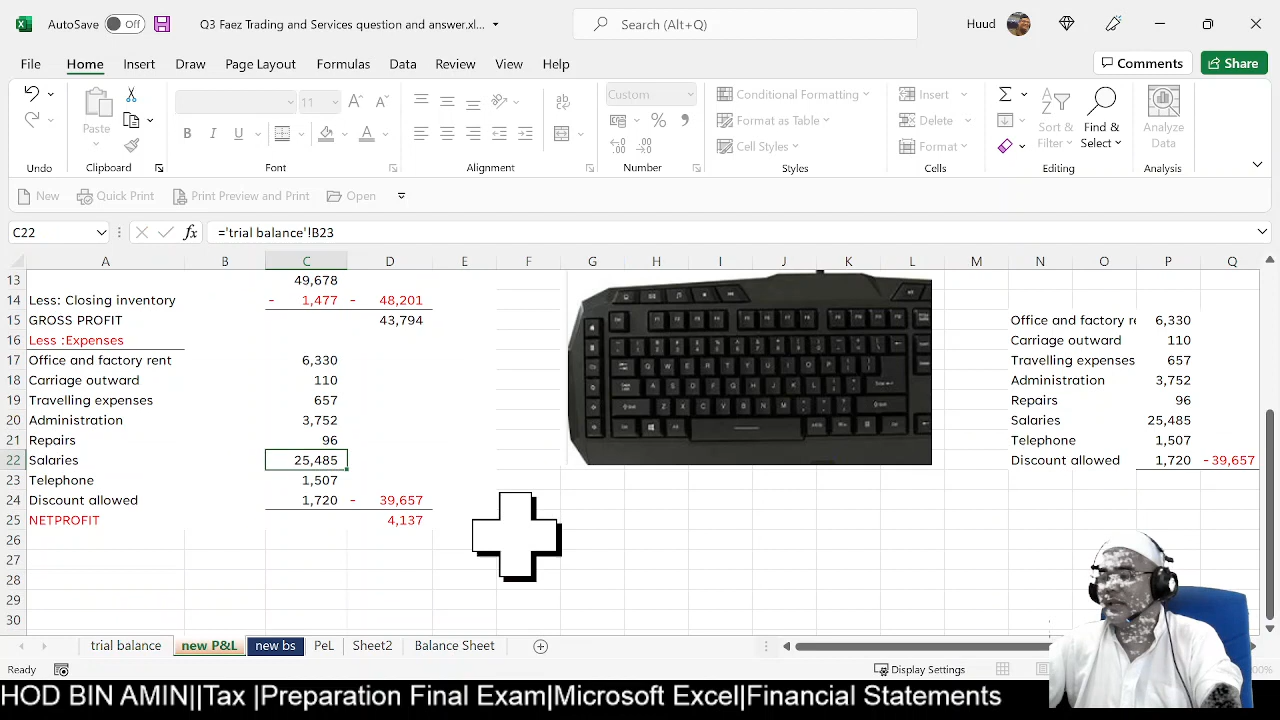 AutoSave Off Q3 Faez Trading and Services question and answer.xl... Search (Alt+Q) Huud
File Home Insert Draw Page Layout Formulas Data Review View Help Comments Share
Paste 11 Custom Conditional Formatting Format as Table Cell Styles Insert Delete Format Sort & Filter Find & Select Analyze Data
Undo Clipboard Font Alignment Number Styles Cells Editing Analysis
New Quick Print Print Preview and Print Open
C22 fx ='trial balance'!B23
A B C D E F G H I J K L M N O P Q
13 49,678
14 Less: Closing inventory - 1,477 - 48,201
15 GROSS PROFIT 43,794 Office and factory re 6,330
16 Less :Expenses Carriage outward 110
17 Office and factory rent 6,330 Travelling expenses 657
18 Carriage outward 110 Administration 3,752
19 Travelling expenses 657 Repairs 96
20 Administration 3,752 Salaries 25,485
21 Repairs 96 Telephone 1,507
22 Salaries 25,485 Discount allowed 1,720 -39,657
23 Telephone 1,507
24 Discount allowed 1,720 - 39,657
25 NETPROFIT 4,137
26
27
28
29
30
trial balance new P&L new bs PeL Sheet2 Balance Sheet
Ready Display Settings
HOD BIN AMIN||Tax |Preparation Final Exam|Microsoft Excel|Financial Statements